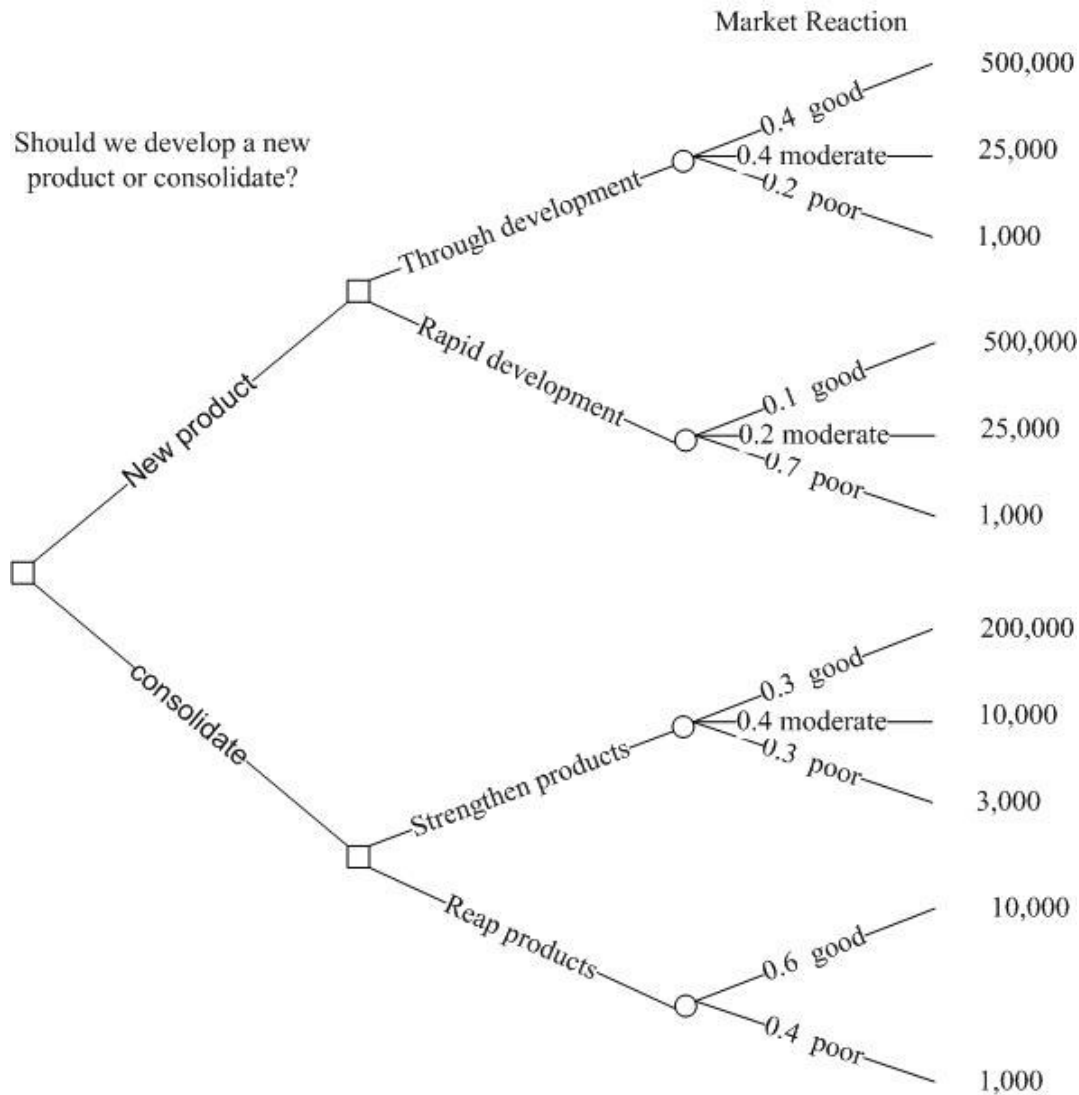 Market Reaction
Should we develop a new
product or consolidate?
0.4 good
500,000
0.4 moderate
25,000
0.2 poor
1,000
Through development
New product
Rapid development
0.1 good
500,000
0.2 moderate
25,000
0.7 poor
1,000
consolidate
Strengthen products
0.3 good
200,000
0.4 moderate
10,000
0.3 poor
3,000
Reap products
0.6 good
10,000
0.4 poor
1,000